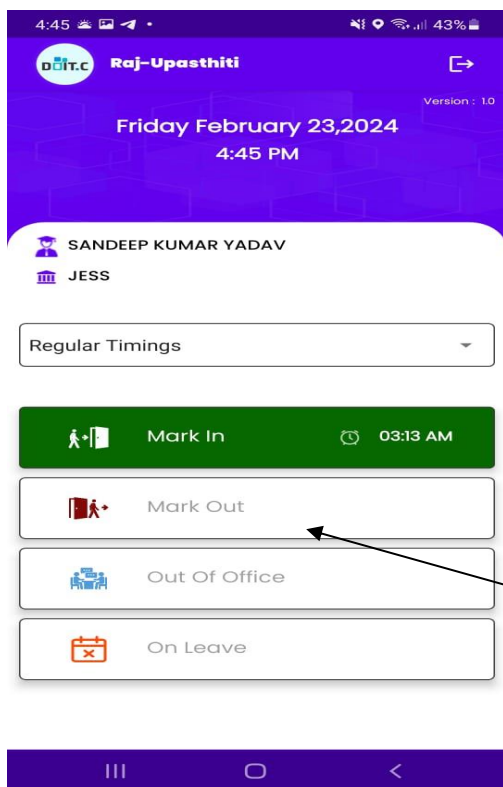 4:45 43%
DOIT.C Raj-Upasthiti
Version : 1.0
Friday February 23,2024
4:45 PM
SANDEEP KUMAR YADAV
JESS
Regular Timings
Mark In 03:13 AM
Mark Out
Out Of Office
On Leave